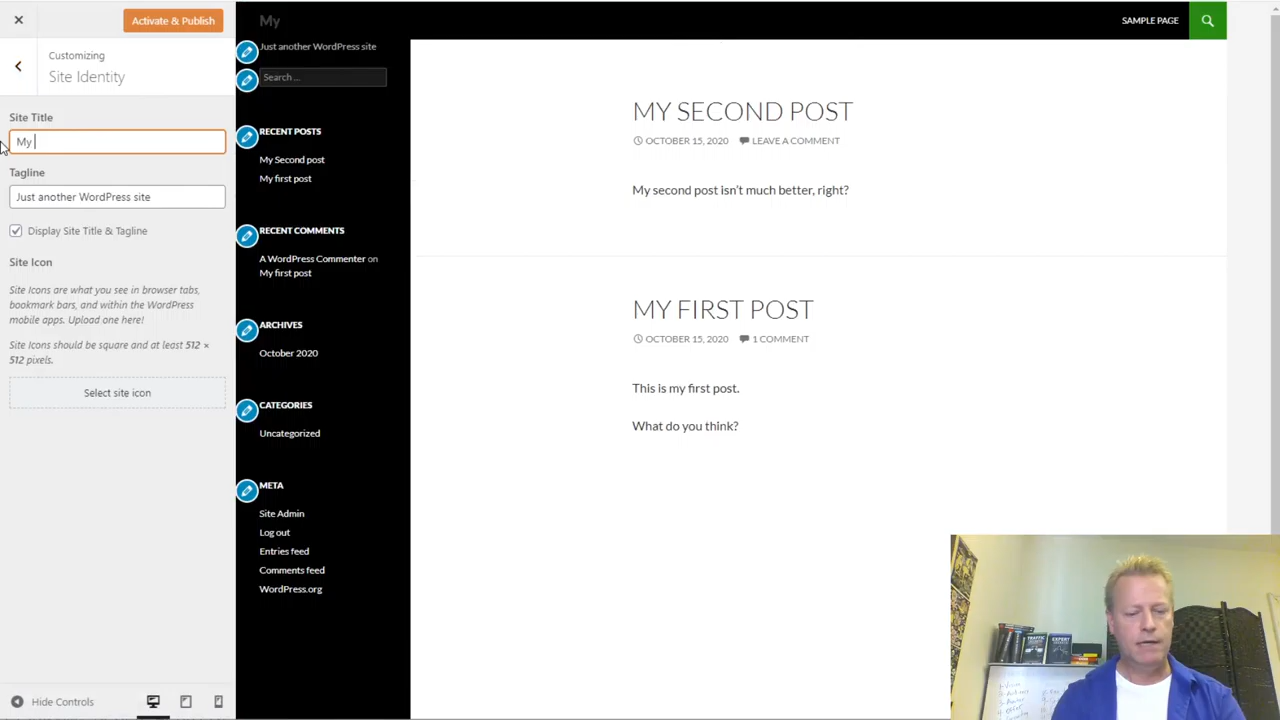 Activate & Publish
Customizing
Site Identity
Site Title
My
Tagline
Just another WordPress site
Display Site Title & Tagline
Site Icon
Site Icons are what you see in browser tabs,
bookmark bars, and within the WordPress
mobile apps. Upload one here!
Site Icons should be square and at least 512 ×
512 pixels.
Select site icon
Hide Controls
My
SAMPLE PAGE
Just another WordPress site
Search ...
RECENT POSTS
My Second post
My first post
RECENT COMMENTS
A WordPress Commenter on
My first post
ARCHIVES
October 2020
CATEGORIES
Uncategorized
META
Site Admin
Log out
Entries feed
Comments feed
WordPress.org
MY SECOND POST
OCTOBER 15, 2020 LEAVE A COMMENT
My second post isn't much better, right?
MY FIRST POST
OCTOBER 15, 2020 1 COMMENT
This is my first post.
What do you think?
TRAFFIC
EXPERT